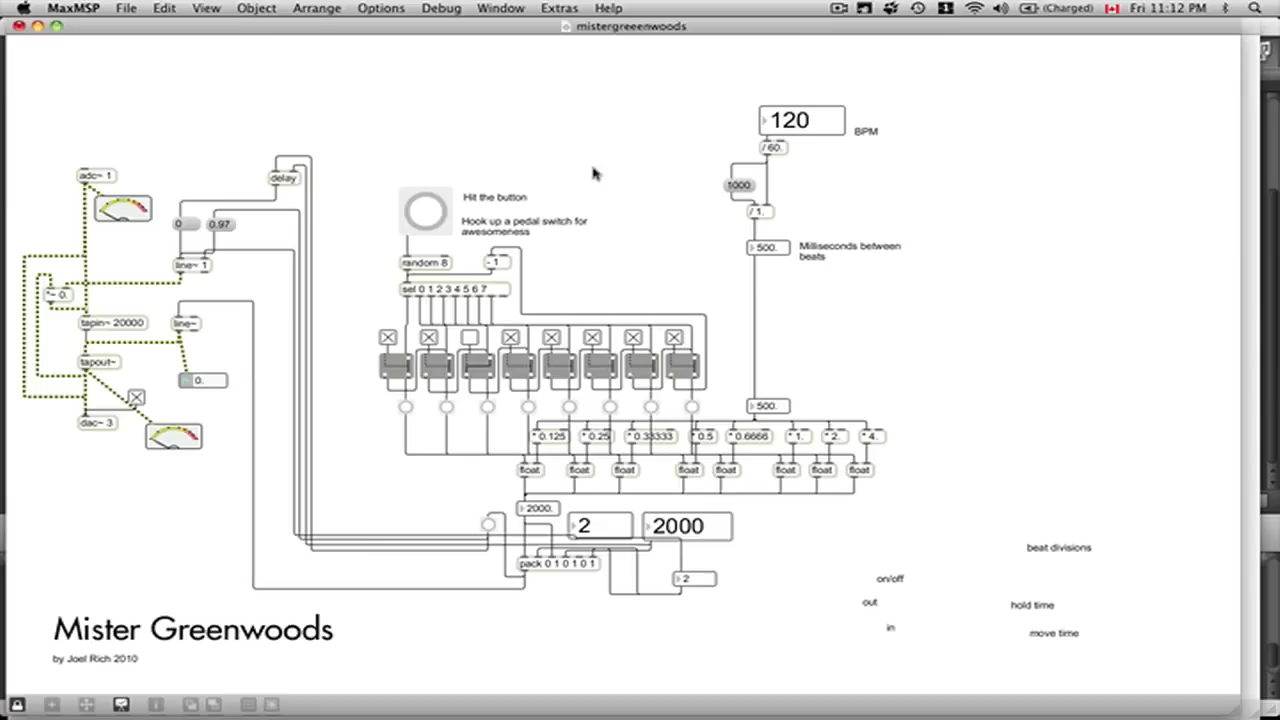 MaxMSP File Edit View Object Arrange Options Debug Window Extras Help (Charged) Fri 11:12 PM
mistergreeenwoods
120
BPM
/ 60.
adc~ 1
delay
1000
Hit the button
0
0.97
/ 1.
Hook up a pedal switch for
awesomeness
500.
Milliseconds between
beats
line~ 1
random 8
- 1
sel 0 1 2 3 4 5 6 7
*~ 0.
tapin~ 20000
line~
tapout~
0.
500.
dac~ 3
* 0.125
* 0.25
* 0.33333
* 0.5
* 0.6666
* 1.
* 2.
* 4.
float
float
float
float
float
float
float
float
2000.
2
2000
beat divisions
pack 0 1 0 1 0 1
2
on/off
out
hold time
in
move time
Mister Greenwoods
by Joel Rich 2010